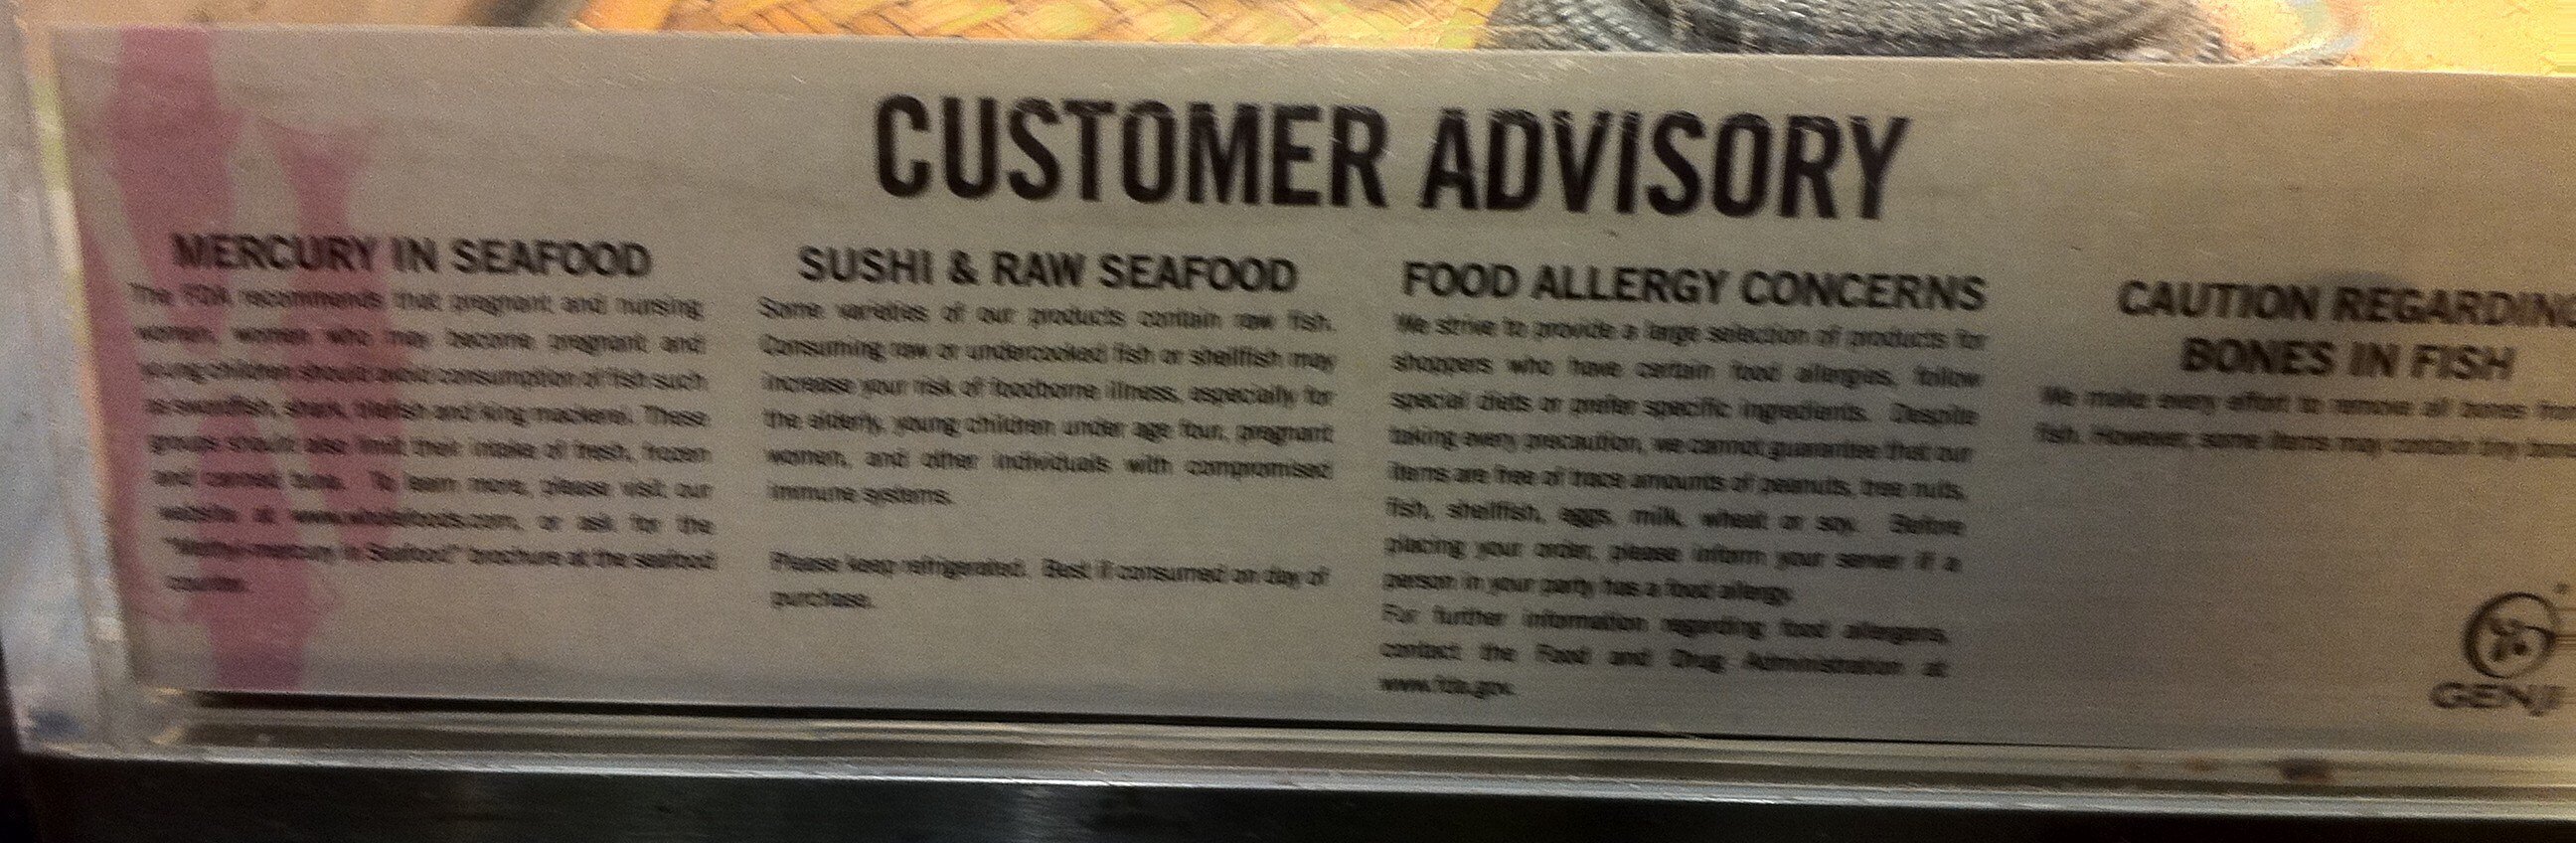 CUSTOMER ADVISORY
MERCURY IN SEAFOOD
The FDA recommends that pregnant and nursing
women, women who may become pregnant and
young children should avoid consumption of fish such
as swordfish, shark, tilefish and king mackerel. These
groups should also limit their intake of fresh, frozen
and canned tuna. To learn more, please visit our
website at www.wholefoods.com, or ask for the
"Methyl-mercury in Seafood" brochure at the seafood
counter.
SUSHI & RAW SEAFOOD
Some varieties of our products contain raw fish.
Consuming raw or undercooked fish or shellfish may
increase your risk of foodborne illness, especially for
the elderly, young children under age four, pregnant
women, and other individuals with compromised
immune systems.
Please keep refrigerated. Best if consumed on day of
purchase.
FOOD ALLERGY CONCERNS
We strive to provide a large selection of products for
shoppers who have certain food allergies, follow
special diets or prefer specific ingredients. Despite
taking every precaution, we cannot guarantee that our
items are free of trace amounts of peanuts, tree nuts,
fish, shellfish, eggs, milk, wheat or soy. Before
placing your order, please inform your server if a
person in your party has a food allergy.
For further information regarding food allergens,
contact the Food and Drug Administration at
www.fda.gov.
CAUTION REGARDING
BONES IN FISH
We make every effort to remove all bones from
fish. However, some items may contain tiny bones
GENJI